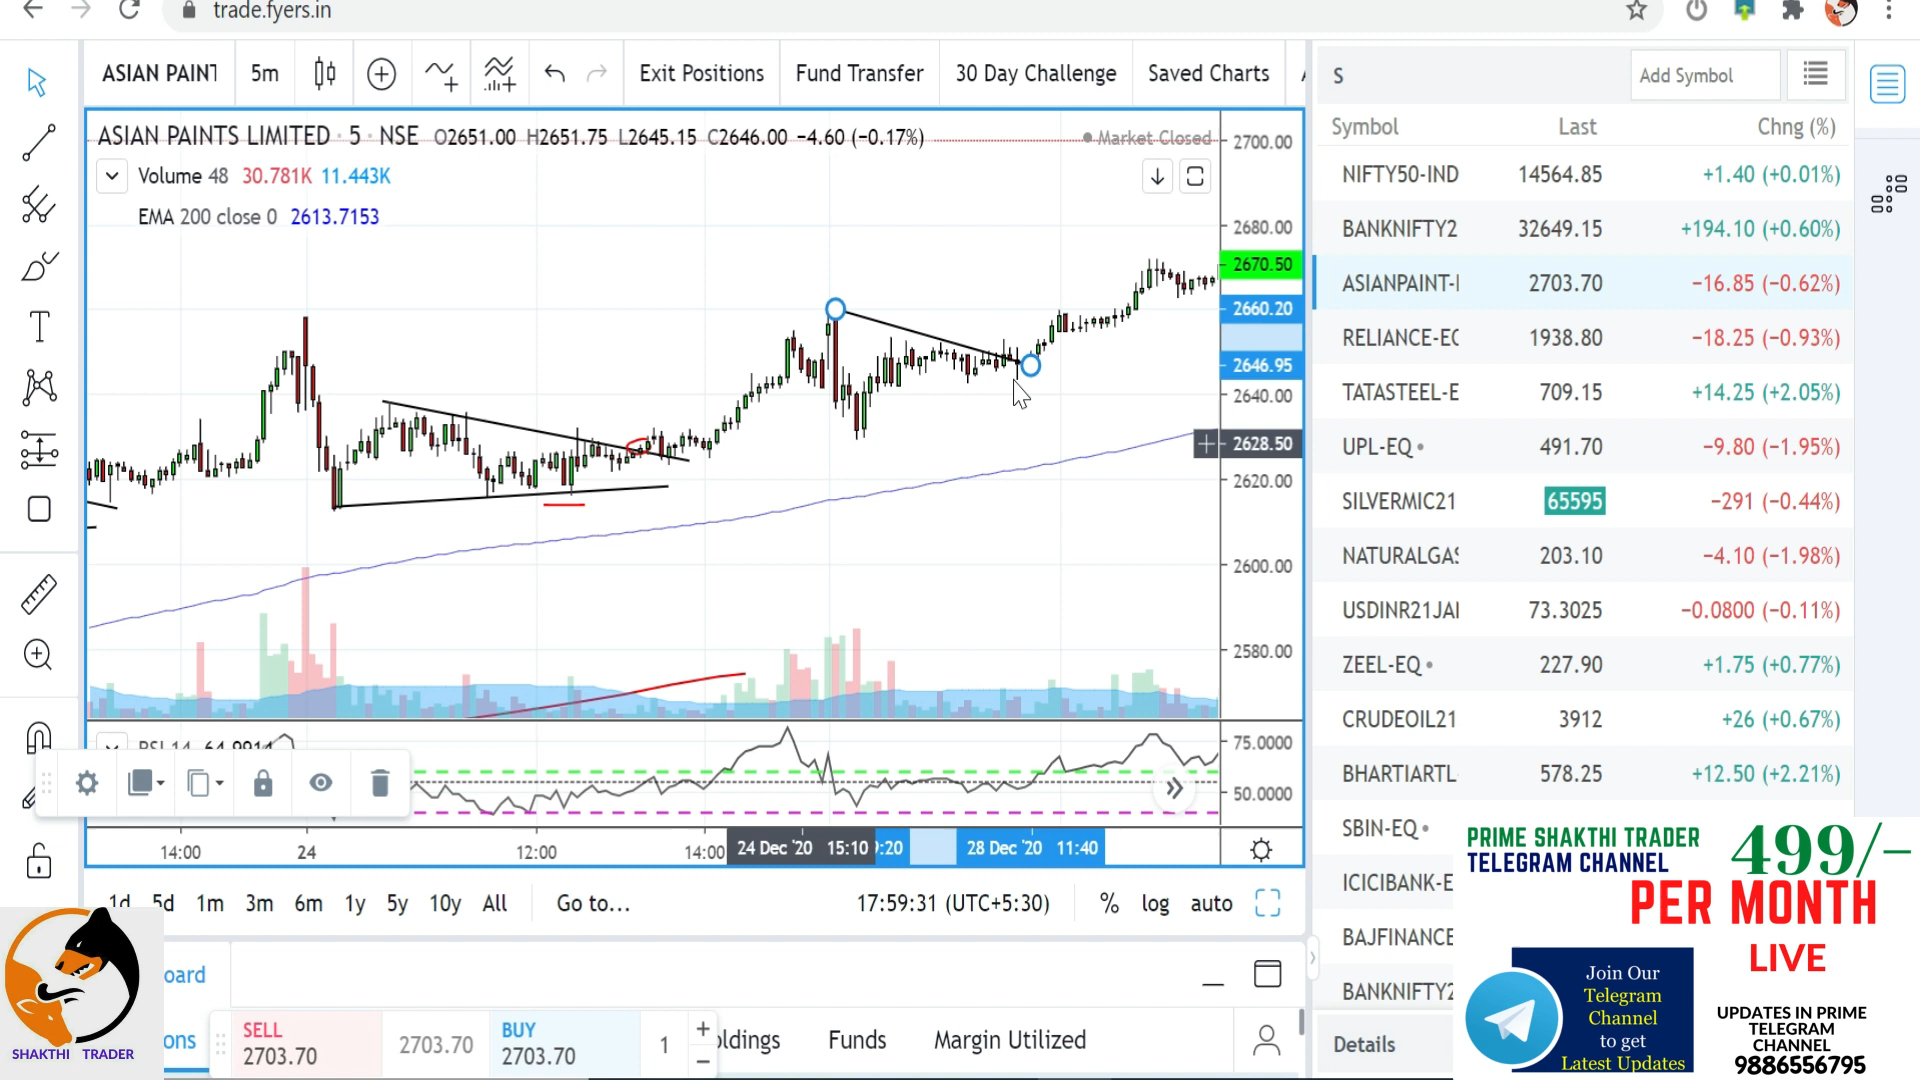 trade.fyers.in
ASIAN PAINT 5m Exit Positions Fund Transfer 30 Day Challenge Saved Charts
ASIAN PAINTS LIMITED · 5 · NSE O2651.00 H2651.75 L2645.15 C2646.00 −4.60 (−0.17%)
Market Closed
Volume 48 30.781K 11.443K
EMA 200 close 0 2613.7153
2700.00
2680.00
2670.50
2660.20
2646.95
2640.00
2628.50
2620.00
2600.00
2580.00
RSI 14 64.9914
75.0000
50.0000
14:00 24 12:00 14:00 24 Dec '20 15:10 9:20 28 Dec '20 11:40
1d 5d 1m 3m 6m 1y 5y 10y All Go to... 17:59:31 (UTC+5:30) % log auto
oard
ons
SELL
2703.70
2703.70
BUY
2703.70
1
oldings Funds Margin Utilized
SHAKTHI TRADER
S Add Symbol
Symbol Last Chng (%)
NIFTY50-IND 14564.85 +1.40 (+0.01%)
BANKNIFTY2 32649.15 +194.10 (+0.60%)
ASIANPAINT-I 2703.70 −16.85 (−0.62%)
RELIANCE-EC 1938.80 −18.25 (−0.93%)
TATASTEEL-E 709.15 +14.25 (+2.05%)
UPL-EQ 491.70 −9.80 (−1.95%)
SILVERMIC21 65595 −291 (−0.44%)
NATURALGAS 203.10 −4.10 (−1.98%)
USDINR21JAI 73.3025 −0.0800 (−0.11%)
ZEEL-EQ 227.90 +1.75 (+0.77%)
CRUDEOIL21 3912 +26 (+0.67%)
BHARTIARTL 578.25 +12.50 (+2.21%)
SBIN-EQ
ICICIBANK-E
BAJFINANCE
BANKNIFTY2
Details
PRIME SHAKTHI TRADER
TELEGRAM CHANNEL
499/-
PER MONTH
LIVE
UPDATES IN PRIME
TELEGRAM
CHANNEL
9886556795
Join Our
Telegram
Channel
to get
Latest Updates